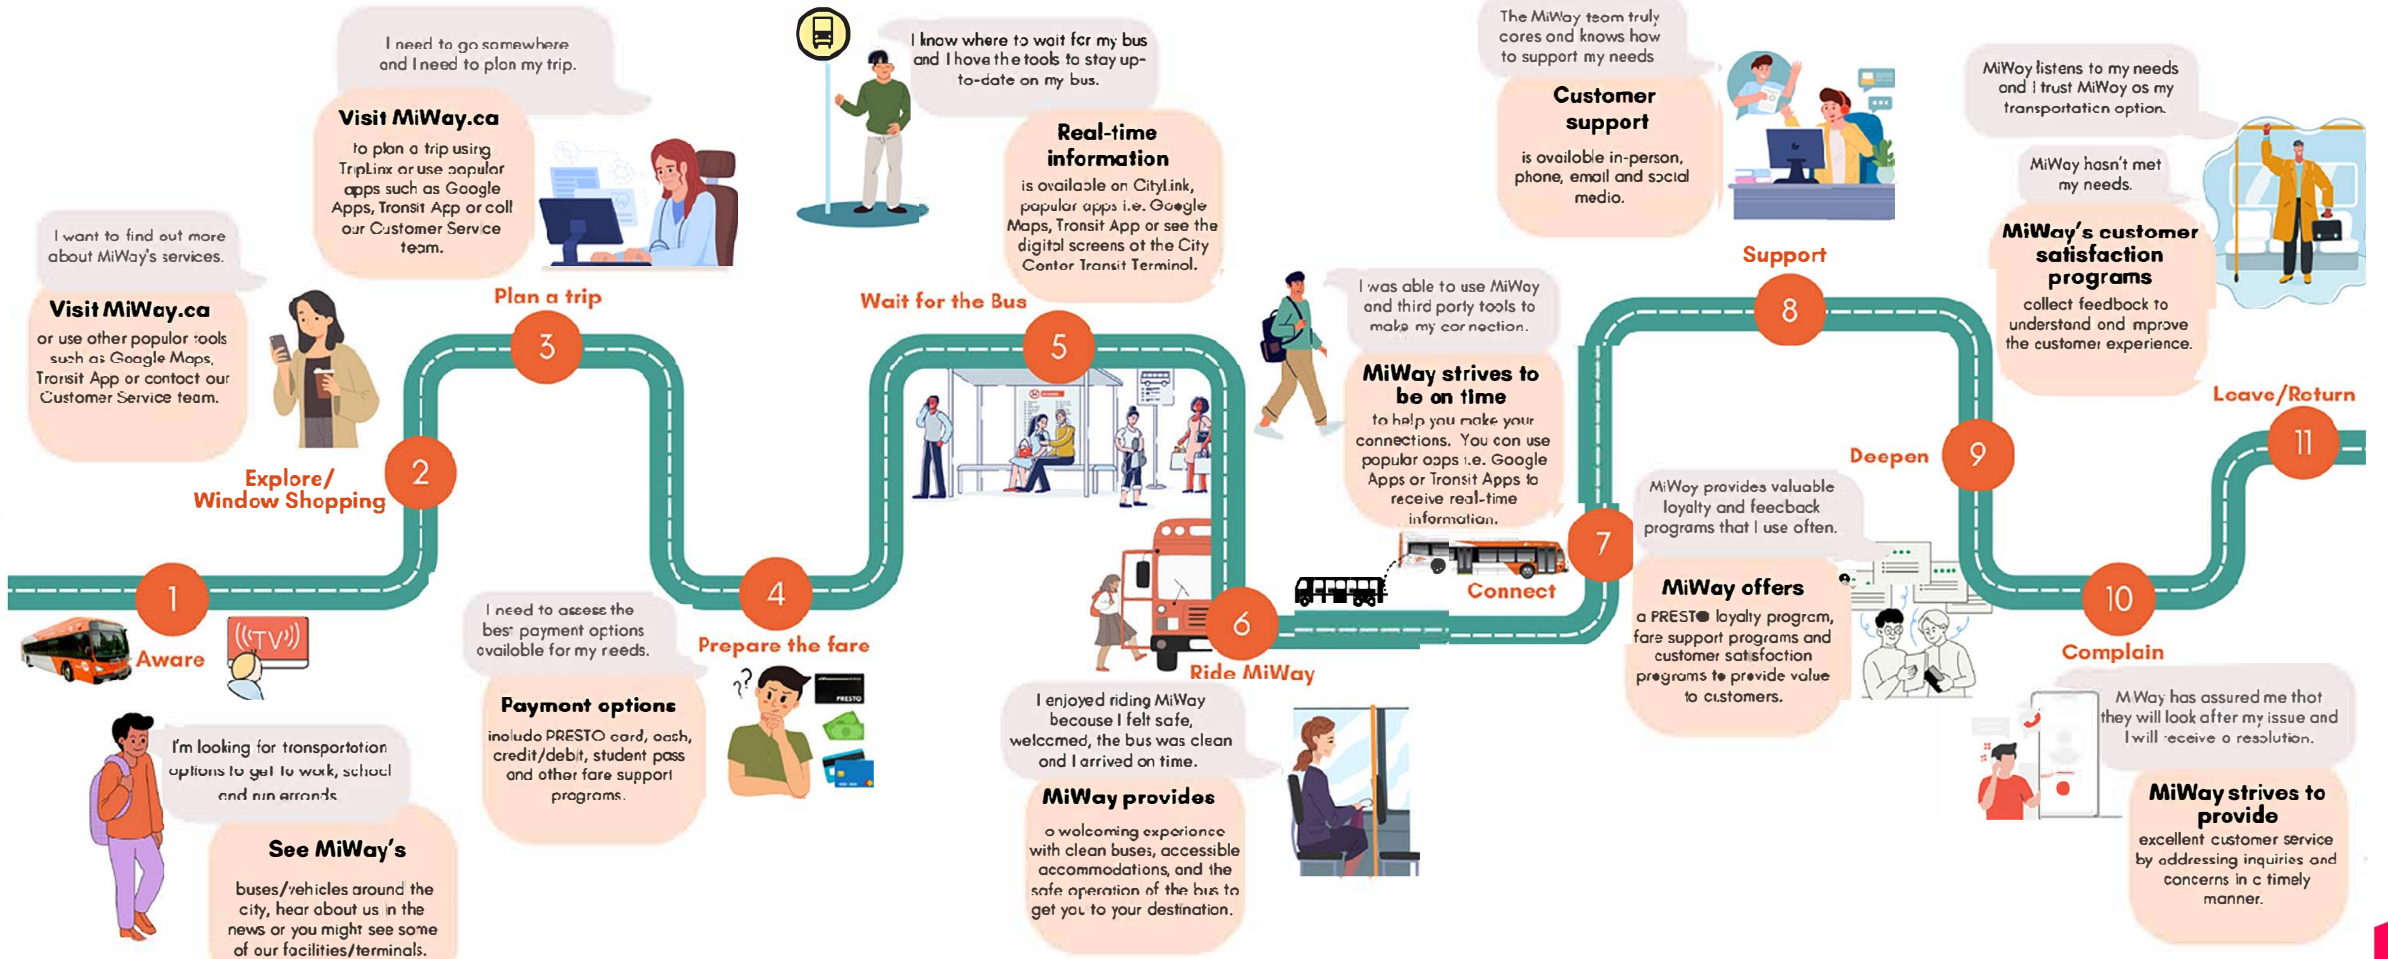 I want to find out more
about MiWay's services.
Visit MiWay.ca
or use other popular tools
such as Google Maps,
Transit App or contact our
Customer Service team.
Explore/
Window Shopping
2
1
Aware
((TV))
I'm looking for transportation
options to get to work, school
and run errands
See MiWay's
buses/vehicles around the
city, hear about us in the
news or you might see some
of our facilities/terminals.
I need to go somewhere
and I need to plan my trip.
Visit MiWay.ca
to plan a trip using
TripLinx or use popular
apps such as Google
Apps, Transit App or call
our Customer Service
team.
Plan a trip
3
I need to assess the
best payment options
available for my needs.
Payment options
include PRESTO card, cash,
credit/debit, student pass
and other fare support
programs.
4
Prepare the fare
??
PRESTO
I know where to wait for my bus
and I have the tools to stay up-
to-date on my bus.
Real-time
information
is available on CityLink,
popular apps i.e. Google
Maps, Transit App or see the
digital screens at the City
Center Transit Terminal.
Wait for the Bus
5
6
Ride MiWay
I enjoyed riding MiWay
because I felt safe,
welcomed, the bus was clean
and I arrived on time.
MiWay provides
a welcoming experience
with clean buses, accessible
accommodations, and the
safe operation of the bus to
get you to your destination.
I was able to use MiWay
and third party tools to
make my connection.
MiWay strives to
be on time
to help you make your
connections. You can use
popular apps i.e. Google
Apps or Transit Apps to
receive real-time
information.
Connect
7
The MiWay team truly
cares and knows how
to support my needs
Customer
support
is available in-person,
phone, email and social
media.
Support
8
MiWay provides valuable
loyalty and feedback
programs that I use often.
MiWay offers
a PRESTO loyalty program,
fare support programs and
customer satisfaction
programs to provide value
to customers.
Deepen
9
10
Complain
MiWay has assured me that
they will look after my issue and
I will receive a resolution.
MiWay strives to
provide
excellent customer service
by addressing inquiries and
concerns in a timely
manner.
MiWay listens to my needs
and I trust MiWay as my
transportation option.
MiWay hasn't met
my needs.
MiWay's customer
satisfaction
programs
collect feedback to
understand and improve
the customer experience.
Leave/Return
11